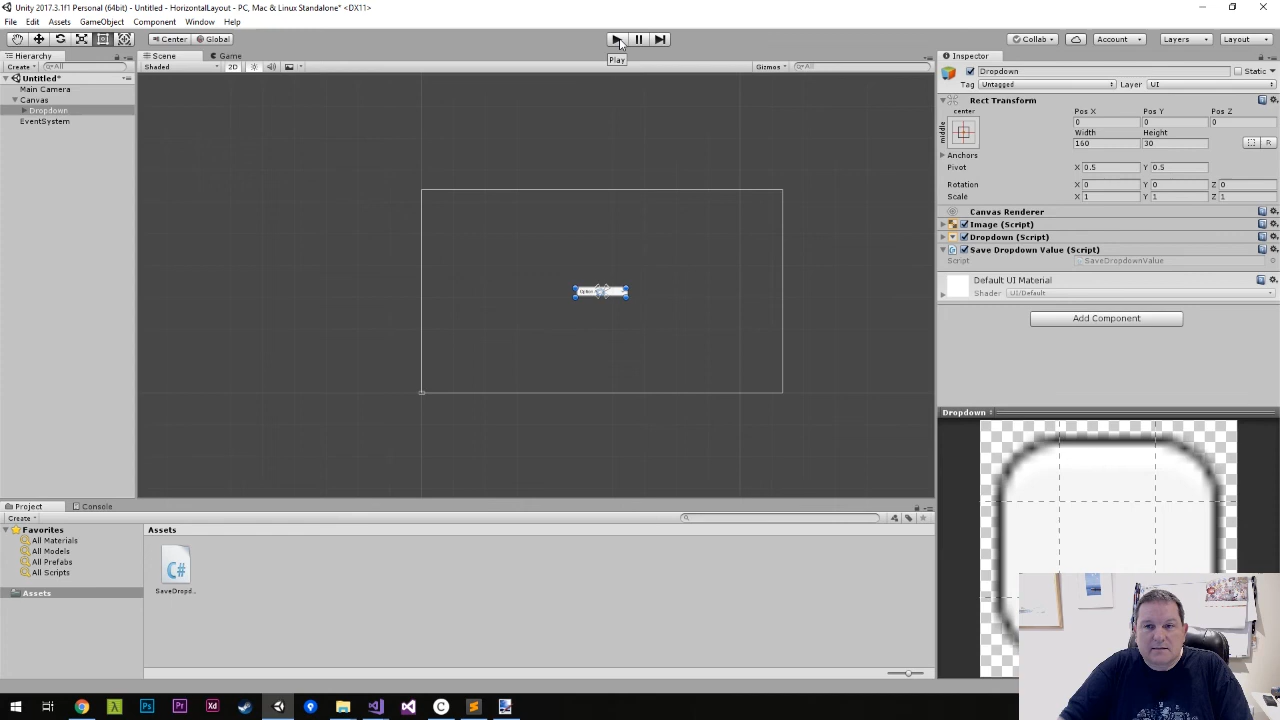 Unity 2017.3.1f1 Personal (64bit) - Untitled - HorizontalLayout - PC, Mac & Linux Standalone* <DX11>
File Edit Assets GameObject Component Window Help
Center Global Collab Account Layers Layout
Play
Hierarchy
Create All
Untitled*
Main Camera
Canvas
Dropdown
EventSystem
Scene Game
Shaded 2D Gizmos All
Inspector
Dropdown Static
Tag Untagged Layer UI
Rect Transform
center
middle
Pos X Pos Y Pos Z
0 0 0
Width Height
160 30
R
Anchors
Pivot X 0.5 Y 0.5
Rotation X 0 Y 0 Z 0
Scale X 1 Y 1 Z 1
Canvas Renderer
Image (Script)
Dropdown (Script)
Save Dropdown Value (Script)
Script SaveDropdownValue
Default UI Material
Shader UI/Default
Add Component
Dropdown
Project Console
Create
Favorites
All Materials
All Models
All Prefabs
All Scripts
Assets
Assets
C#
SaveDropd...